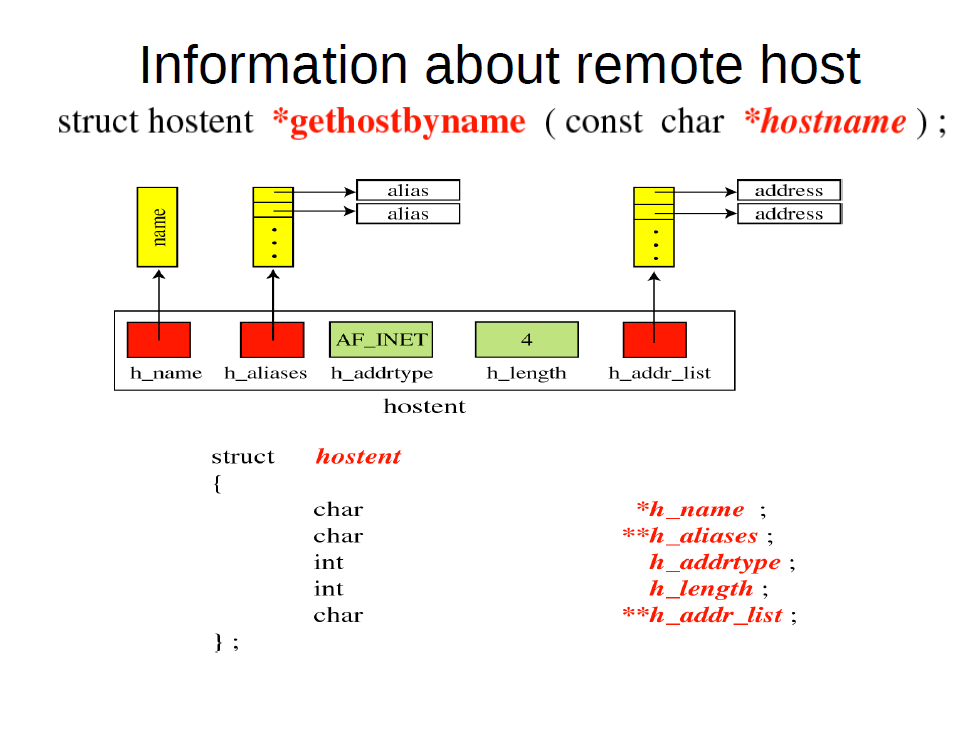 Information about remote host
struct hostent *gethostbyname ( const char *hostname ) ;
name
alias
alias
address
address
AF_INET
4
h_name h_aliases h_addrtype h_length h_addr_list
hostent
struct hostent
{
char *h_name ;
char **h_aliases ;
int h_addrtype ;
int h_length ;
char **h_addr_list ;
} ;